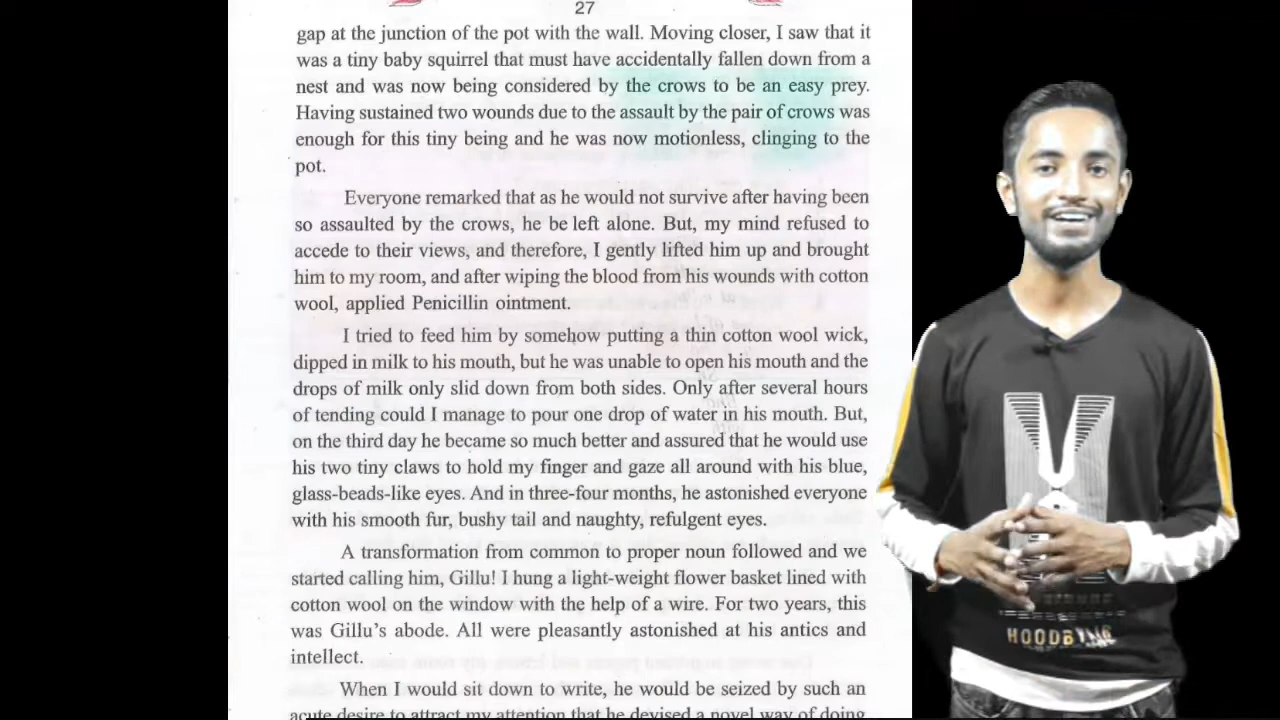 27
gap at the junction of the pot with the wall. Moving closer, I saw that it
was a tiny baby squirrel that must have accidentally fallen down from a
nest and was now being considered by the crows to be an easy prey.
Having sustained two wounds due to the assault by the pair of crows was
enough for this tiny being and he was now motionless, clinging to the
pot.
Everyone remarked that as he would not survive after having been
so assaulted by the crows, he be left alone. But, my mind refused to
accede to their views, and therefore, I gently lifted him up and brought
him to my room, and after wiping the blood from his wounds with cotton
wool, applied Penicillin ointment.
I tried to feed him by somehow putting a thin cotton wool wick,
dipped in milk to his mouth, but he was unable to open his mouth and the
drops of milk only slid down from both sides. Only after several hours
of tending could I manage to pour one drop of water in his mouth. But,
on the third day he became so much better and assured that he would use
his two tiny claws to hold my finger and gaze all around with his blue,
glass-beads-like eyes. And in three-four months, he astonished everyone
with his smooth fur, bushy tail and naughty, refulgent eyes.
A transformation from common to proper noun followed and we
started calling him, Gillu! I hung a light-weight flower basket lined with
cotton wool on the window with the help of a wire. For two years, this
was Gillu's abode. All were pleasantly astonished at his antics and
intellect.
When I would sit down to write, he would be seized by such an
acute desire to attract my attention that he devised a novel way of doing